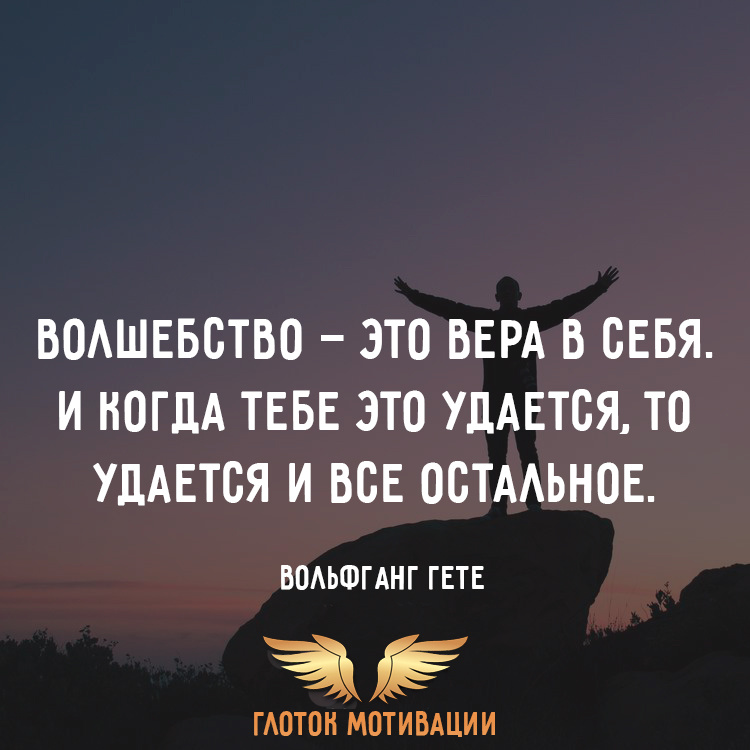 ВОЛШЕБСТВО – ЭТО ВЕРА В СЕБЯ.
И КОГДА ТЕБЕ ЭТО УДАЕТСЯ, ТО
УДАЕТСЯ И ВСЕ ОСТАЛЬНОЕ.
ВОЛЬФГАНГ ГЕТЕ
ГЛОТОК МОТИВАЦИИ